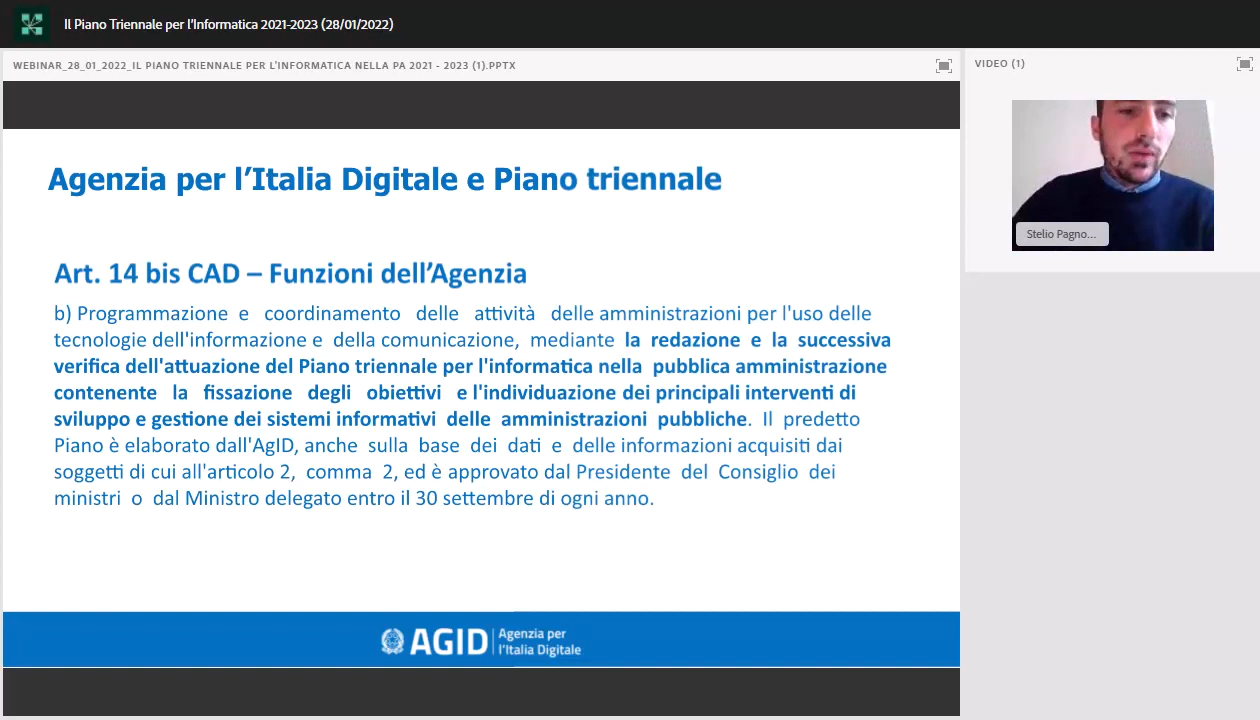 Il Piano Triennale per l'Informatica 2021-2023 (28/01/2022)
WEBINAR_28_01_2022_IL PIANO TRIENNALE PER L'INFORMATICA NELLA PA 2021 - 2023 (1).PPTX
VIDEO (1)
Agenzia per l’Italia Digitale e Piano triennale
Art. 14 bis CAD – Funzioni dell’Agenzia
b) Programmazione e coordinamento delle attività delle amministrazioni per l'uso delle
tecnologie dell'informazione e della comunicazione, mediante la redazione e la successiva
verifica dell'attuazione del Piano triennale per l'informatica nella pubblica amministrazione
contenente la fissazione degli obiettivi e l'individuazione dei principali interventi di
sviluppo e gestione dei sistemi informativi delle amministrazioni pubbliche. Il predetto
Piano è elaborato dall'AgID, anche sulla base dei dati e delle informazioni acquisiti dai
soggetti di cui all'articolo 2, comma 2, ed è approvato dal Presidente del Consiglio dei
ministri o dal Ministro delegato entro il 30 settembre di ogni anno.
Stelio Pagno...
AGID Agenzia per
l'Italia Digitale